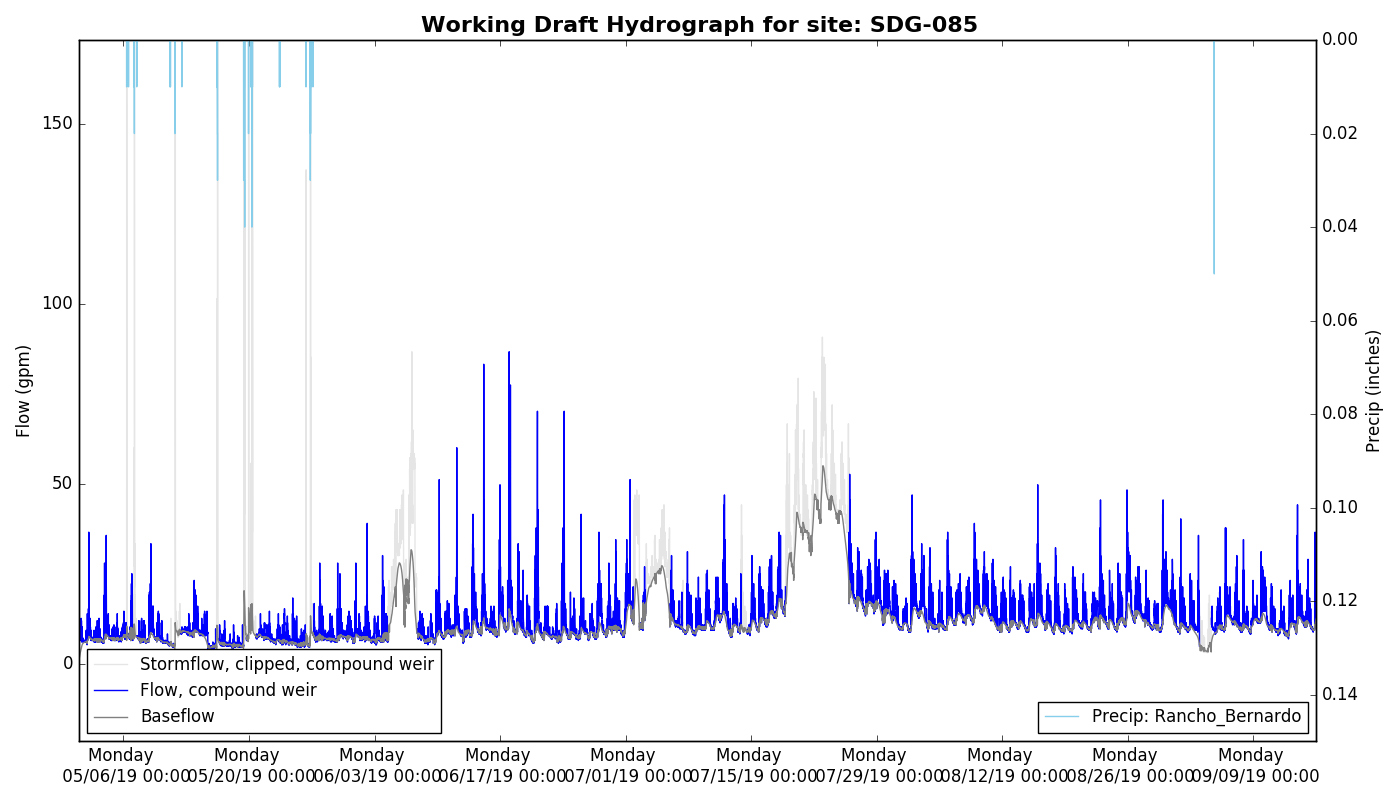 Working Draft Hydrograph for site: SDG-085
150
100
50
0
Flow (gpm)
0.00
0.02
0.04
0.06
0.08
0.10
0.12
0.14
Precip (inches)
Stormflow, clipped, compound weir
Flow, compound weir
Baseflow
Precip: Rancho_Bernardo
Monday Monday Monday Monday Monday Monday Monday Monday Monday Monday
05/06/19 00:00 05/20/19 00:00 06/03/19 00:00 06/17/19 00:00 07/01/19 00:00 07/15/19 00:00 07/29/19 00:00 08/12/19 00:00 08/26/19 00:00 09/09/19 00:00